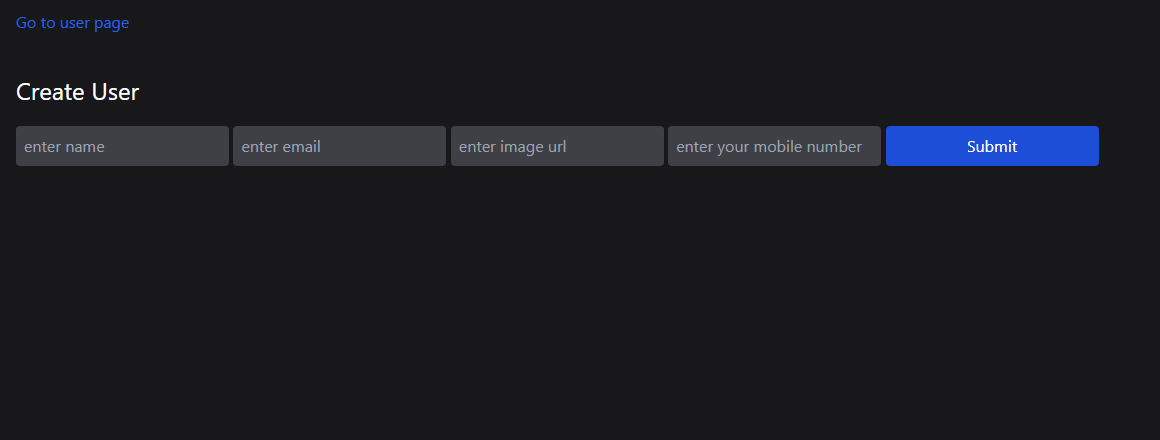 Go to user page
Create User
enter name enter email enter image url enter your mobile number Submit